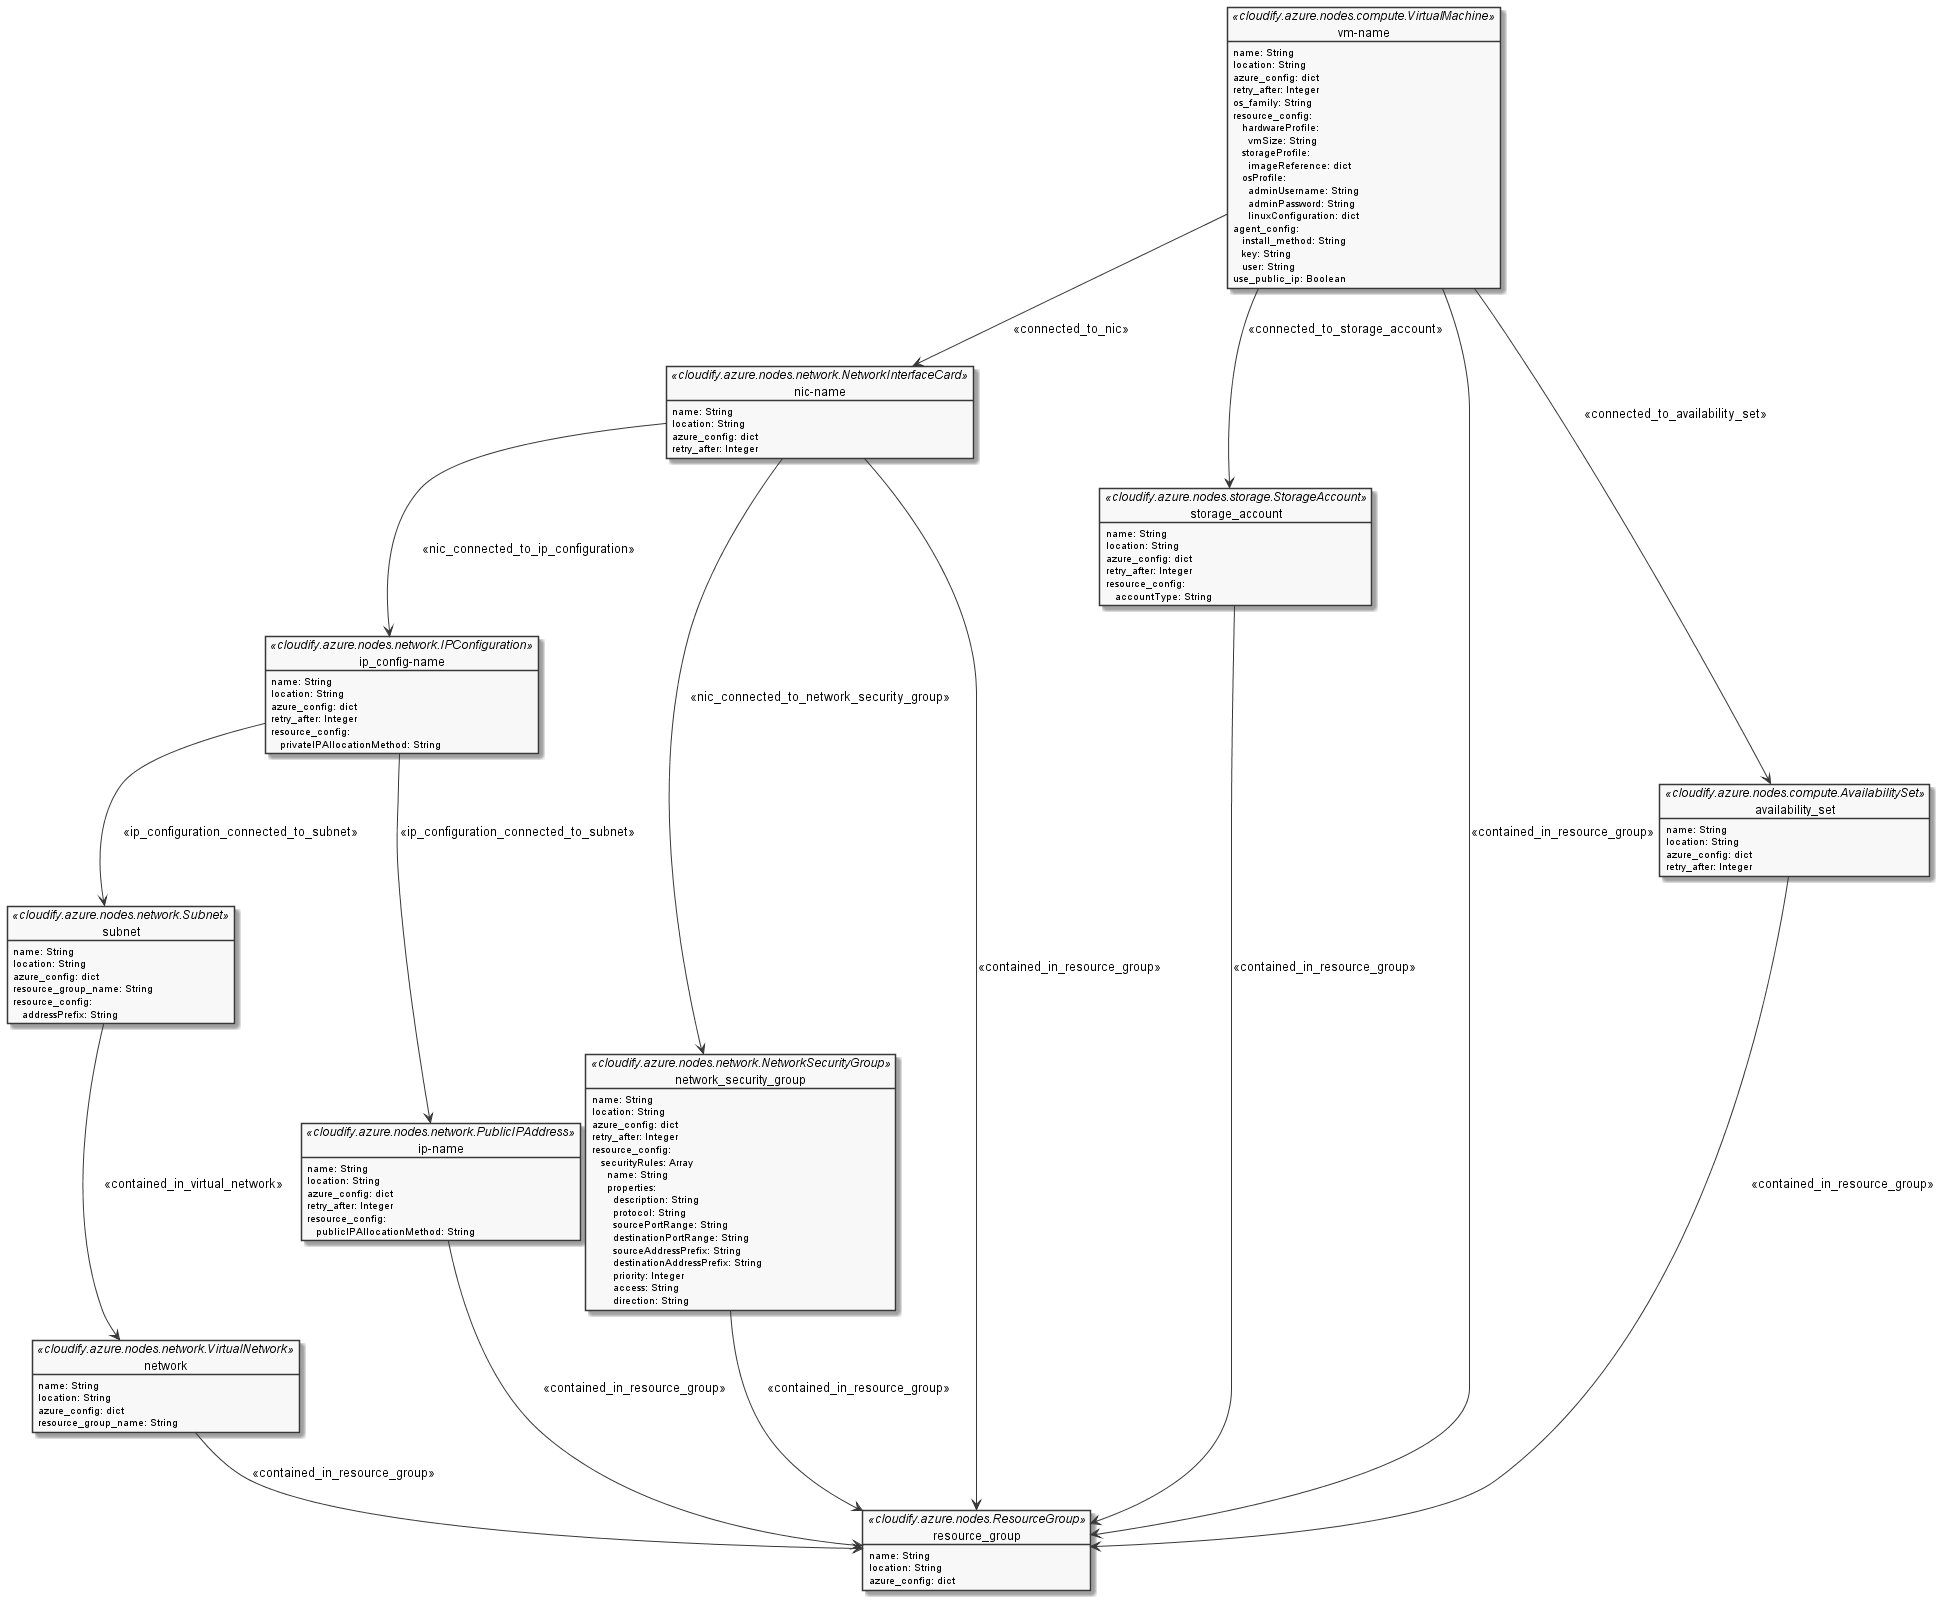 «cloudify.azure.nodes.compute.VirtualMachine»
vm-name
name: String
location: String
azure_config: dict
retry_after: Integer
os_family: String
resource_config:
hardwareProfile:
vmSize: String
storageProfile:
imageReference: dict
osProfile:
adminUsername: String
adminPassword: String
linuxConfiguration: dict
agent_config:
install_method: String
key: String
user: String
use_public_ip: Boolean
«connected_to_nic»
«connected_to_storage_account»
«connected_to_availability_set»
«cloudify.azure.nodes.network.NetworkInterfaceCard»
nic-name
name: String
location: String
azure_config: dict
retry_after: Integer
«cloudify.azure.nodes.storage.StorageAccount»
storage_account
name: String
location: String
azure_config: dict
retry_after: Integer
resource_config:
accountType: String
«nic_connected_to_ip_configuration»
«cloudify.azure.nodes.network.IPConfiguration»
ip_config-name
name: String
location: String
azure_config: dict
retry_after: Integer
resource_config:
privateIPAllocationMethod: String
«nic_connected_to_network_security_group»
«cloudify.azure.nodes.compute.AvailabilitySet»
availability_set
name: String
location: String
azure_config: dict
retry_after: Integer
«ip_configuration_connected_to_subnet»
«ip_configuration_connected_to_subnet»
«contained_in_resource_group»
«cloudify.azure.nodes.network.Subnet»
subnet
name: String
location: String
azure_config: dict
resource_group_name: String
resource_config:
addressPrefix: String
«contained_in_resource_group»
«contained_in_resource_group»
«cloudify.azure.nodes.network.NetworkSecurityGroup»
network_security_group
name: String
location: String
azure_config: dict
retry_after: Integer
resource_config:
securityRules: Array
name: String
properties:
description: String
protocol: String
sourcePortRange: String
destinationPortRange: String
sourceAddressPrefix: String
destinationAddressPrefix: String
priority: Integer
access: String
direction: String
«cloudify.azure.nodes.network.PublicIPAddress»
ip-name
name: String
location: String
azure_config: dict
retry_after: Integer
resource_config:
publicIPAllocationMethod: String
«contained_in_virtual_network»
«contained_in_resource_group»
«cloudify.azure.nodes.network.VirtualNetwork»
network
name: String
location: String
azure_config: dict
resource_group_name: String
«contained_in_resource_group»
«contained_in_resource_group»
«contained_in_resource_group»
«cloudify.azure.nodes.ResourceGroup»
resource_group
name: String
location: String
azure_config: dict